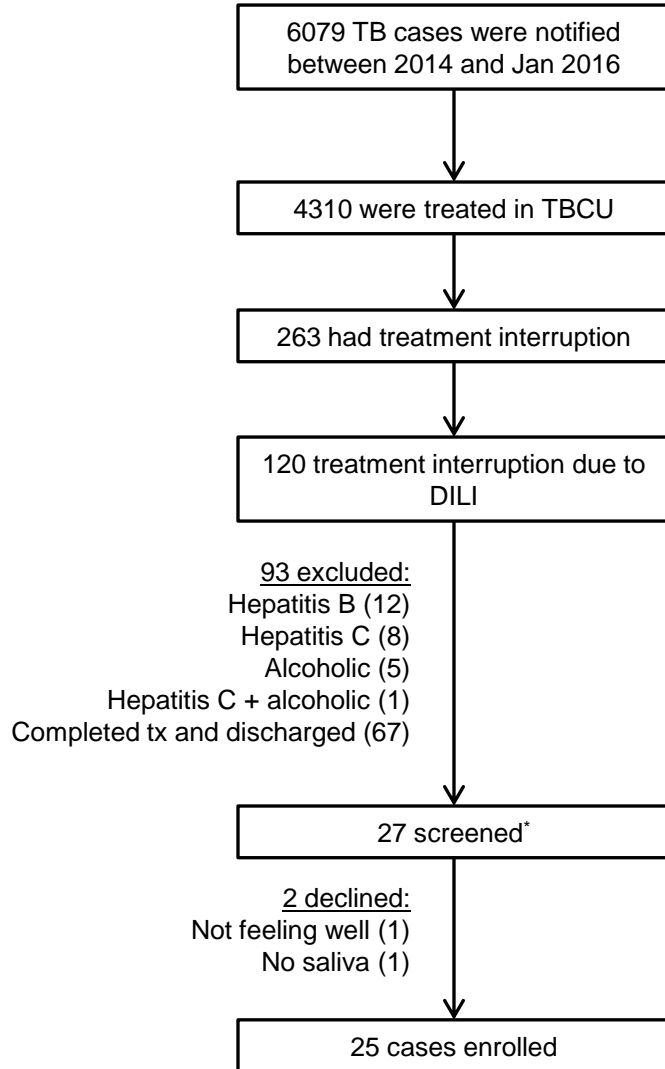 6079 TB cases were notified
between 2014 and Jan 2016
4310 were treated in TBCU
263 had treatment interruption
120 treatment interruption due to
DILI
93 excluded:
Hepatitis B (12)
Hepatitis C (8)
Alcoholic (5)
Hepatitis C + alcoholic (1)
Completed tx and discharged (67)
27 screened*
2 declined:
Not feeling well (1)
No saliva (1)
25 cases enrolled